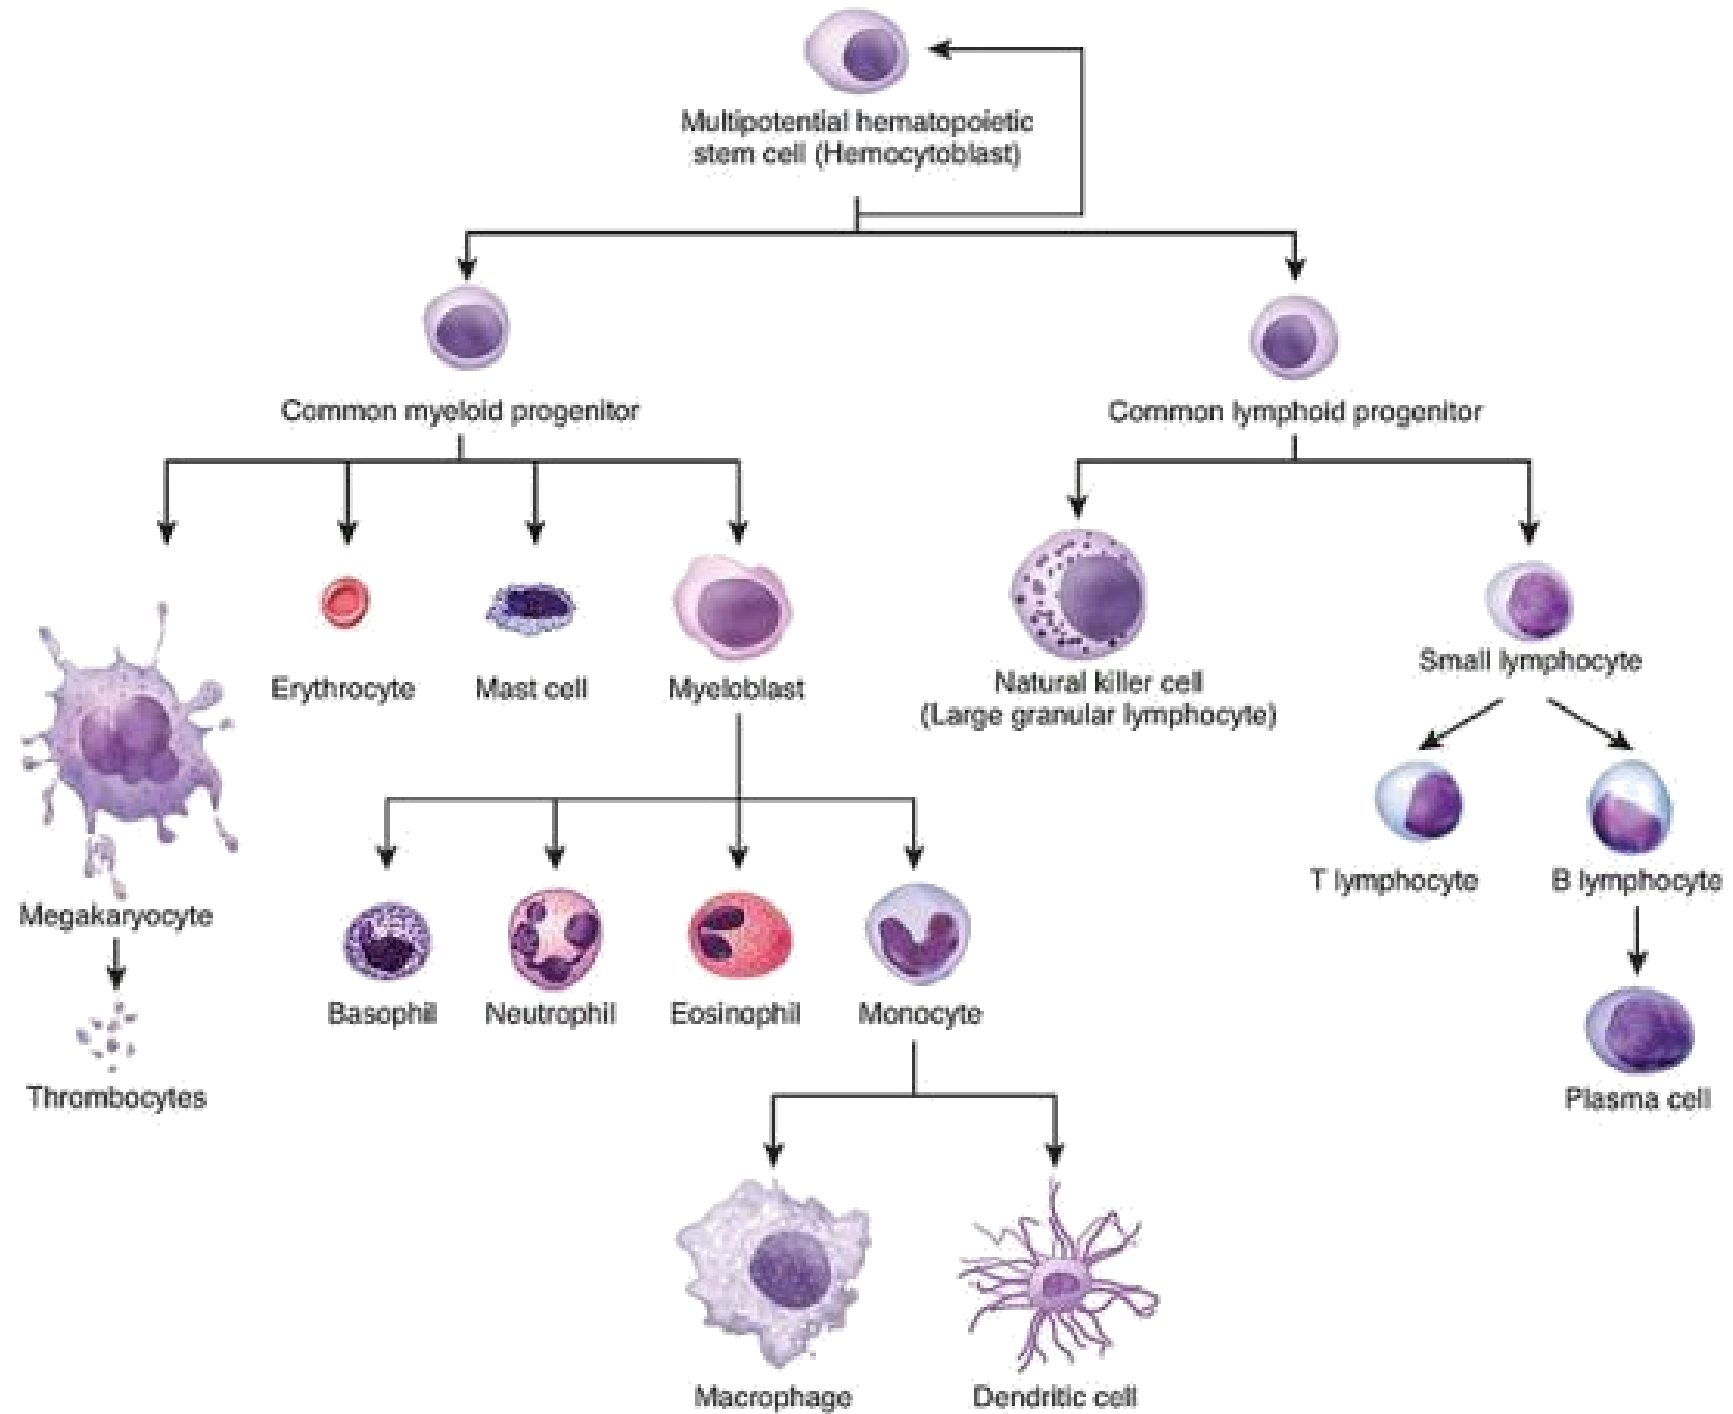 Multipotential hematopoietic
stem cell (Hemocytoblast)
Common myeloid progenitor
Common lymphoid progenitor
Erythrocyte
Mast cell
Myeloblast
Natural killer cell
(Large granular lymphocyte)
Small lymphocyte
T lymphocyte
B lymphocyte
Megakaryocyte
Basophil
Neutrophil
Eosinophil
Monocyte
Thrombocytes
Plasma cell
Macrophage
Dendritic cell